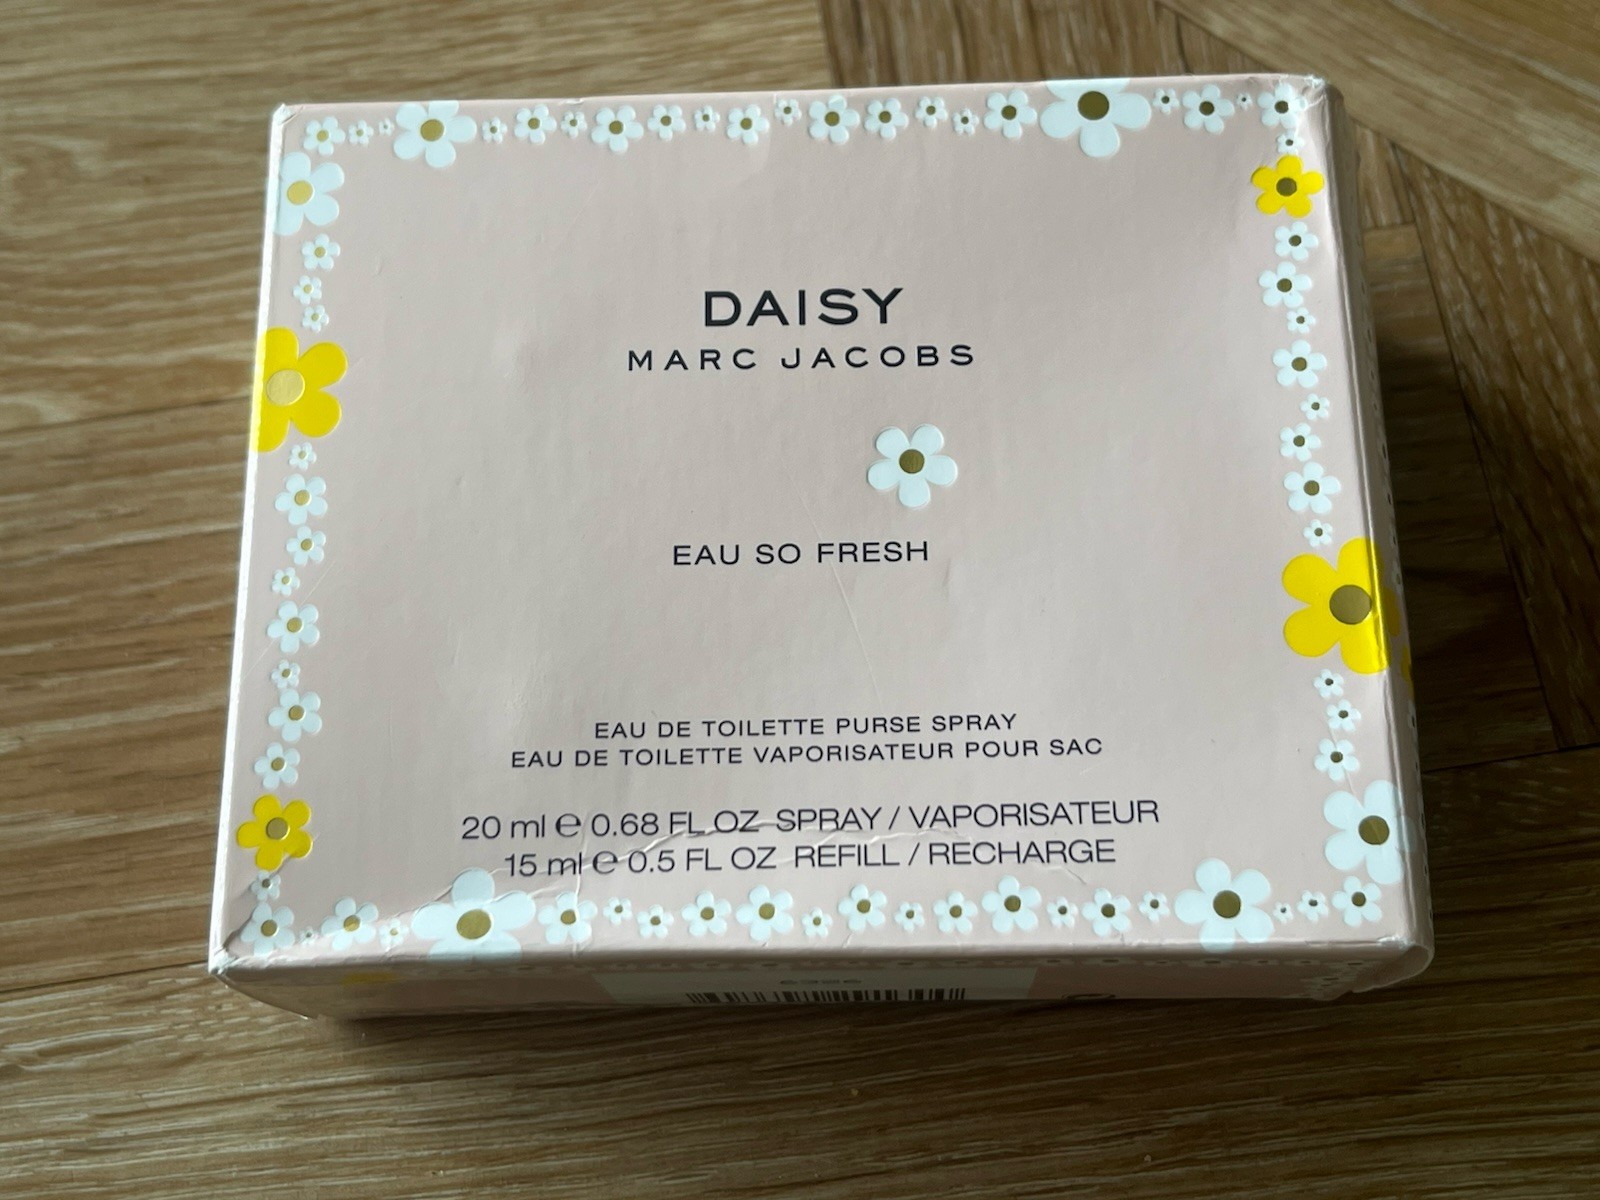 DAISY
MARC JACOBS
EAU SO FRESH
EAU DE TOILETTE PURSE SPRAY
EAU DE TOILETTE VAPORISATEUR POUR SAC
20 ml ℮ 0.68 FL OZ SPRAY / VAPORISATEUR
15 ml ℮ 0.5 FL OZ REFILL / RECHARGE